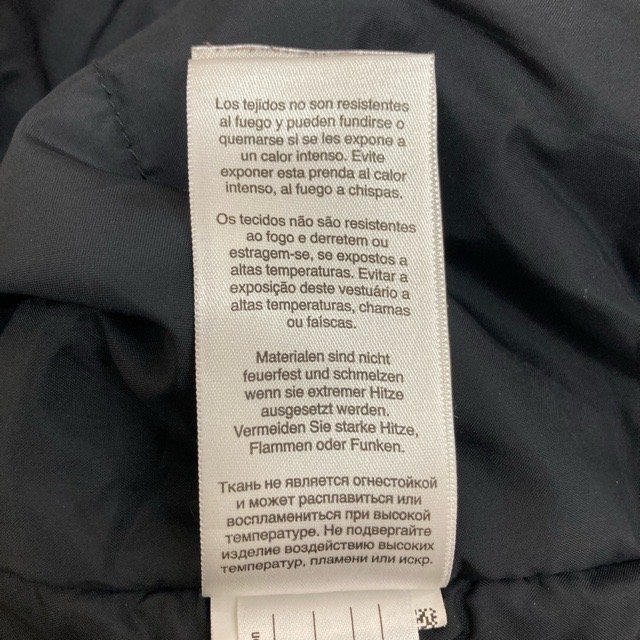 Los tejidos no son resistentes
al fuego y pueden fundirse o
quemarse si se les expone a
un calor intenso. Evite
exponer esta prenda al calor
intenso, al fuego a chispas.
Os tecidos não são resistentes
ao fogo e derretem ou
estragem-se, se expostos a
altas temperaturas. Evitar a
exposição deste vestuário a
altas temperaturas, chamas
ou faíscas.
Materialen sind nicht
feuerfest und schmelzen
wenn sie extremer Hitze
ausgesetzt werden.
Vermeiden Sie starke Hitze,
Flammen oder Funken.
Ткань не является огнестойкой
и может расплавиться или
воспламениться при высокой
температуре. Не подвергайте
изделие воздействию высоких
температур, пламени или искр.